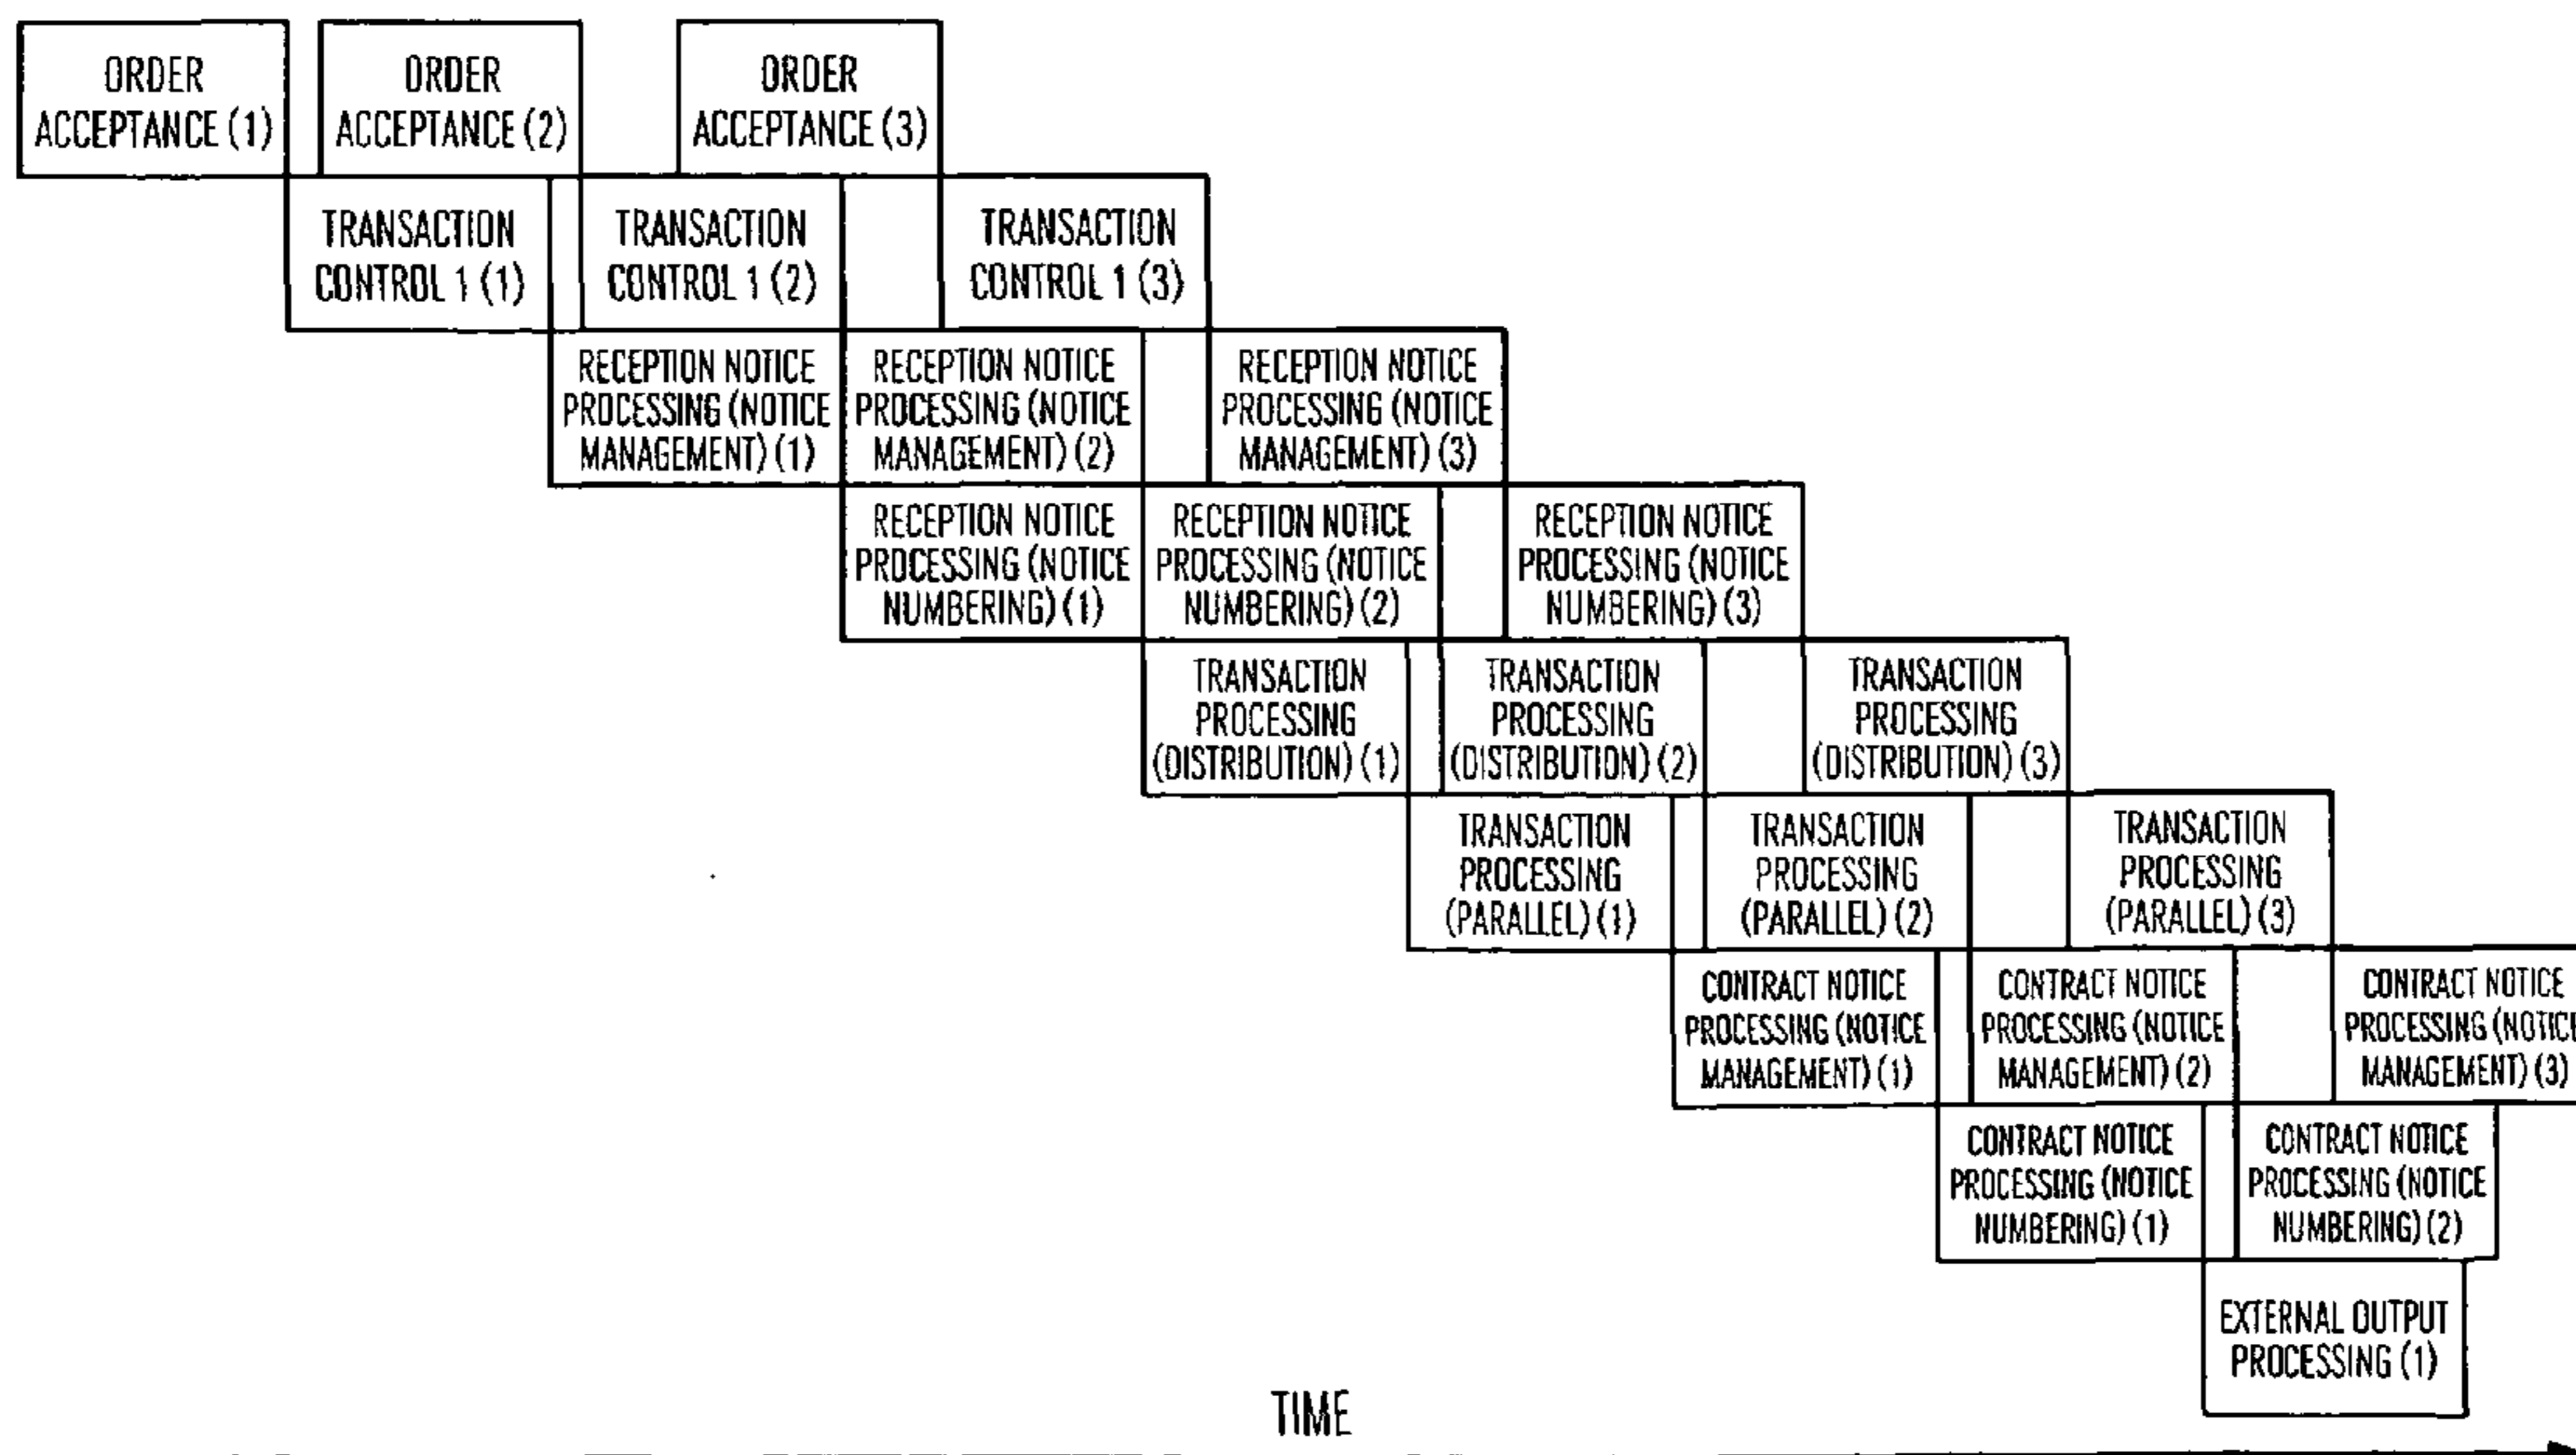 ORDER
ACCEPTANCE (1)
ORDER
ACCEPTANCE (2)
ORDER
ACCEPTANCE (3)
TRANSACTION
CONTROL 1 (1)
TRANSACTION
CONTROL 1 (2)
TRANSACTION
CONTROL 1 (3)
RECEPTION NOTICE
PROCESSING (NOTICE
MANAGEMENT) (1)
RECEPTION NOTICE
PROCESSING (NOTICE
MANAGEMENT) (2)
RECEPTION NOTICE
PROCESSING (NOTICE
MANAGEMENT) (3)
RECEPTION NOTICE
PROCESSING (NOTICE
NUMBERING) (1)
RECEPTION NOTICE
PROCESSING (NOTICE
NUMBERING) (2)
RECEPTION NOTICE
PROCESSING (NOTICE
NUMBERING) (3)
TRANSACTION
PROCESSING
(DISTRIBUTION) (1)
TRANSACTION
PROCESSING
(DISTRIBUTION) (2)
TRANSACTION
PROCESSING
(DISTRIBUTION) (3)
TRANSACTION
PROCESSING
(PARALLEL) (1)
TRANSACTION
PROCESSING
(PARALLEL) (2)
TRANSACTION
PROCESSING
(PARALLEL) (3)
CONTRACT NOTICE
PROCESSING (NOTICE
MANAGEMENT) (1)
CONTRACT NOTICE
PROCESSING (NOTICE
MANAGEMENT) (2)
CONTRACT NOTICE
PROCESSING (NOTICE
MANAGEMENT) (3)
CONTRACT NOTICE
PROCESSING (NOTICE
NUMBERING) (1)
CONTRACT NOTICE
PROCESSING (NOTICE
NUMBERING) (2)
EXTERNAL OUTPUT
PROCESSING (1)
TIME